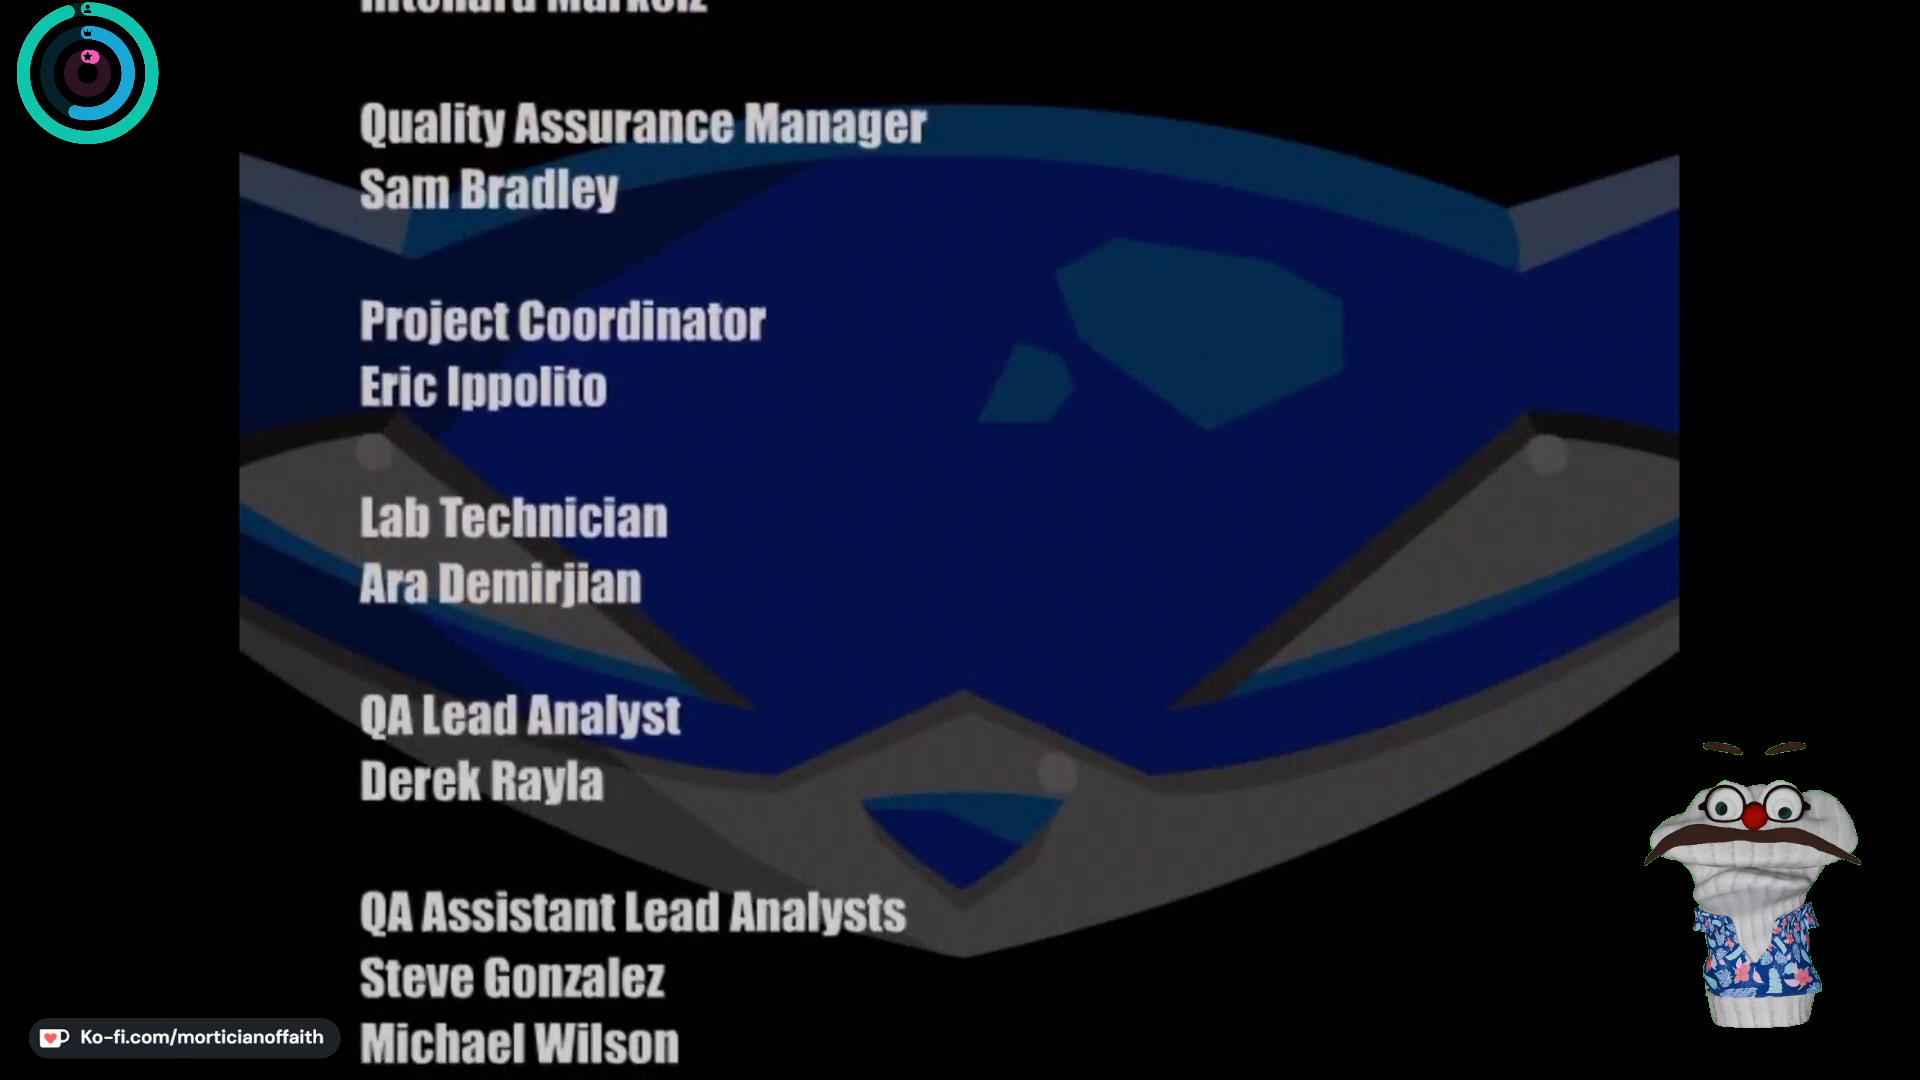 Quality Assurance Manager
Sam Bradley
Project Coordinator
Eric Ippolito
Lab Technician
Ara Demirjian
QA Lead Analyst
Derek Rayla
QA Assistant Lead Analysts
Steve Gonzalez
Michael Wilson
Ko-fi.com/morticianoffaith